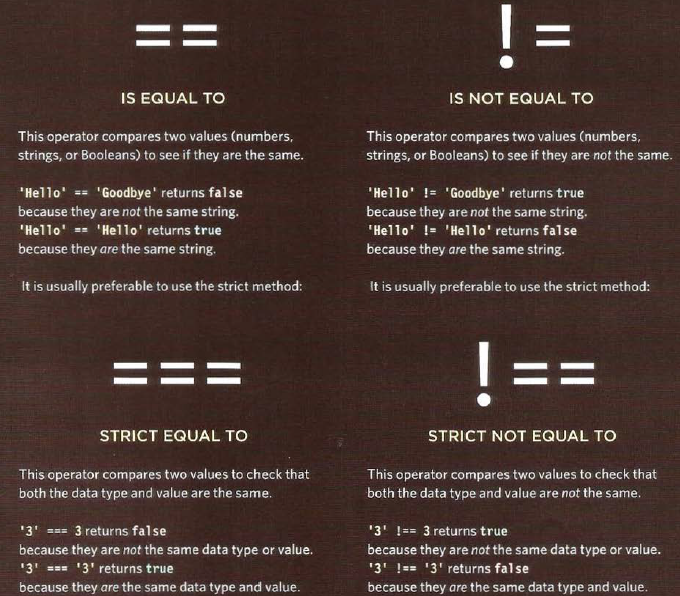 ==
IS EQUAL TO
This operator compares two values (numbers,
strings, or Booleans) to see if they are the same.
'Hello' == 'Goodbye' returns false
because they are not the same string.
'Hello' == 'Hello' returns true
because they are the same string.
It is usually preferable to use the strict method:
!=
IS NOT EQUAL TO
This operator compares two values (numbers,
strings, or Booleans) to see if they are not the same.
'Hello' != 'Goodbye' returns true
because they are not the same string.
'Hello' != 'Hello' returns false
because they are the same string.
It is usually preferable to use the strict method:
===
STRICT EQUAL TO
This operator compares two values to check that
both the data type and value are the same.
'3' === 3 returns false
because they are not the same data type or value.
'3' === '3' returns true
because they are the same data type and value.
!==
STRICT NOT EQUAL TO
This operator compares two values to check that
both the data type and value are not the same.
'3' !== 3 returns true
because they are not the same data type or value.
'3' !== '3' returns false
because they are the same data type and value.